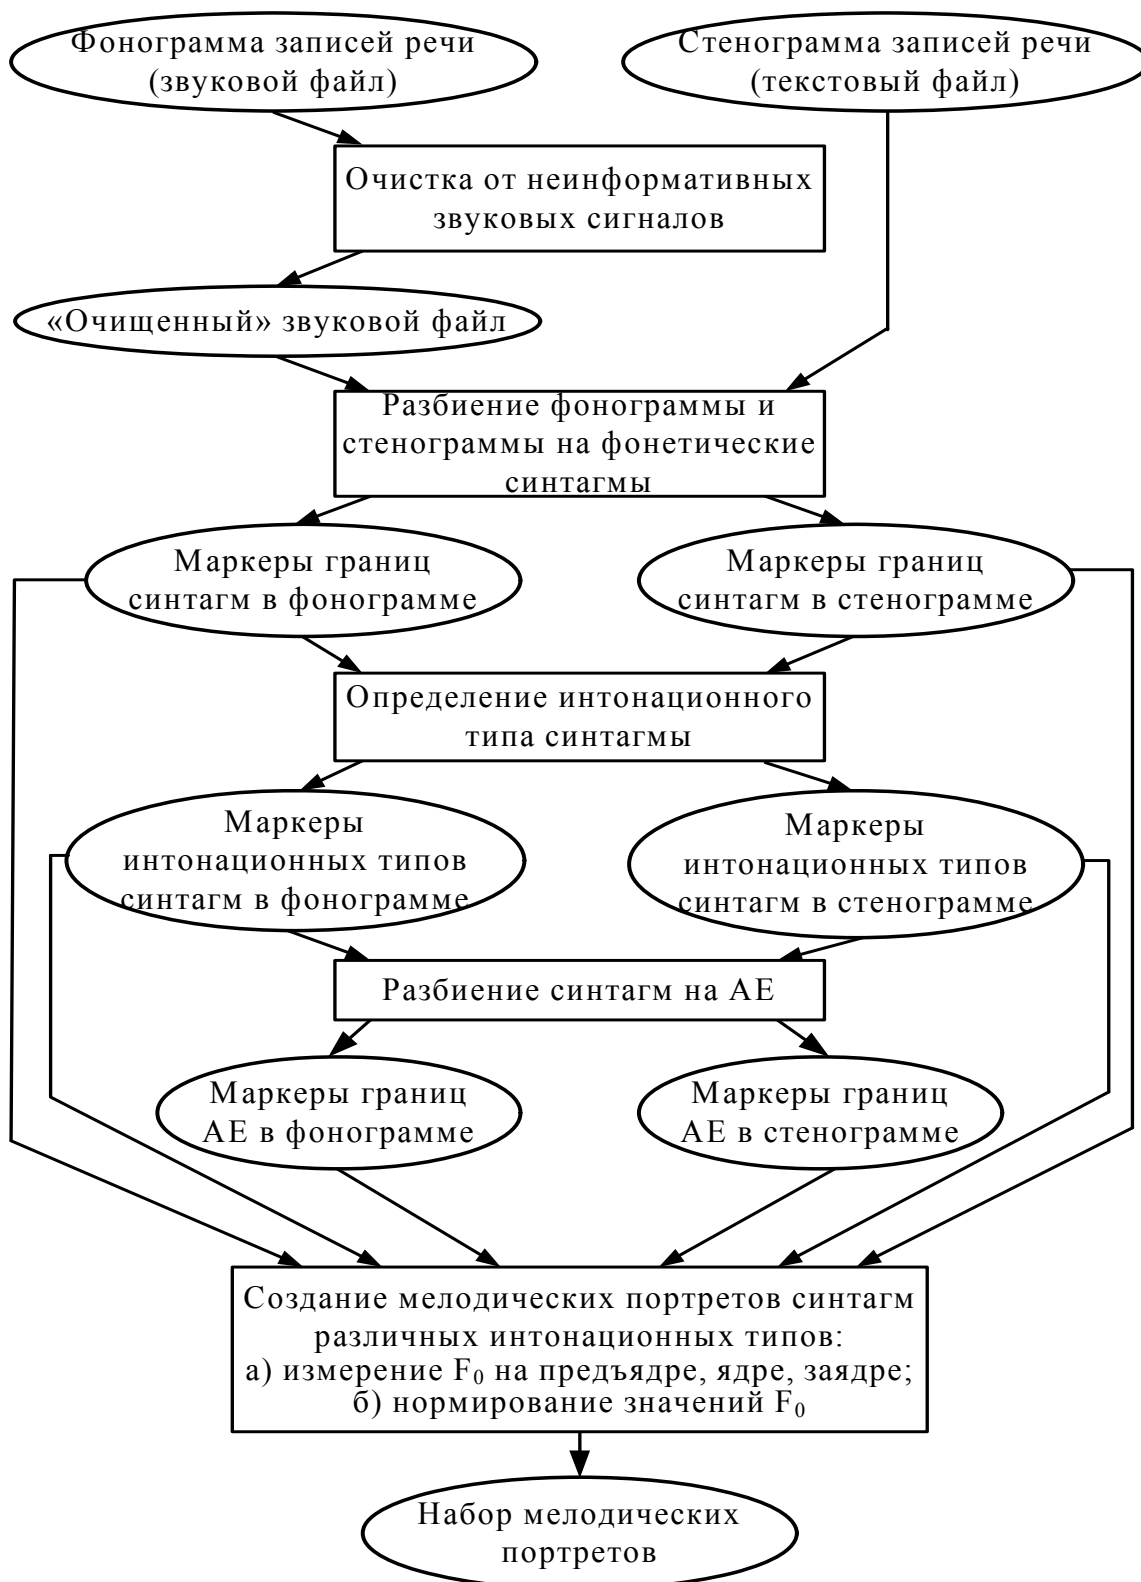 Фонограмма записей речи
(звуковой файл)
Стенограмма записей речи
(текстовый файл)
Очистка от неинформативных
звуковых сигналов
«Очищенный» звуковой файл
Разбиение фонограммы и
стенограммы на фонетические
синтагмы
Маркеры границ
синтагм в фонограмме
Маркеры границ
синтагм в стенограмме
Определение интонационного
типа синтагмы
Маркеры
интонационных типов
синтагм в фонограмме
Маркеры
интонационных типов
синтагм в стенограмме
Разбиение синтагм на АЕ
Маркеры границ
АЕ в фонограмме
Маркеры границ
АЕ в стенограмме
Создание мелодических портретов синтагм
различных интонационных типов:
а) измерение F₀ на предъядре, ядре, заядре;
б) нормирование значений F₀
Набор мелодических
портретов